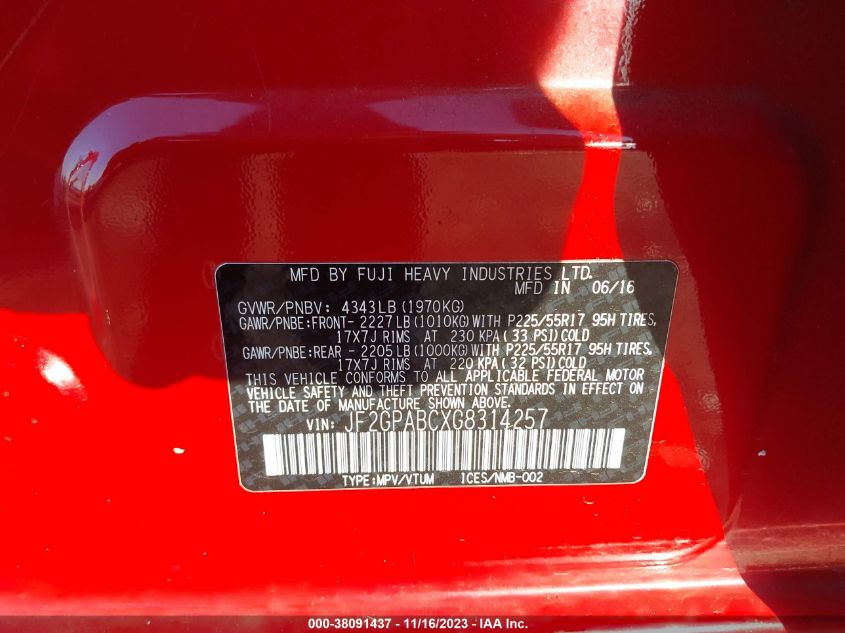 MFD BY FUJI HEAVY INDUSTRIES LTD.
MFD IN 06/16
GVWR/PNBV: 4343LB(1970KG)
GAWR/PNBE:FRONT- 2227LB(1010KG)WITH P225/55R17 95H TIRES,
17X7J RIMS AT 230 KPA(33 PSI)COLD
GAWR/PNBE:REAR - 2205LB(1000KG)WITH P225/55R17 95H TIRES,
17X7J RIMS AT 220 KPA(32 PSI)COLD
THIS VEHICLE CONFORMS TO ALL APPLICABLE FEDERAL MOTOR
VEHICLE SAFETY AND THEFT PREVENTION STANDARDS IN EFFECT ON
THE DATE OF MANUFACTURE SHOWN ABOVE.
VIN: JF2GPABCXG8314257
TYPE:MPV/VTUM ICES/NMB-002
000-38091437 - 11/16/2023 - IAA Inc.